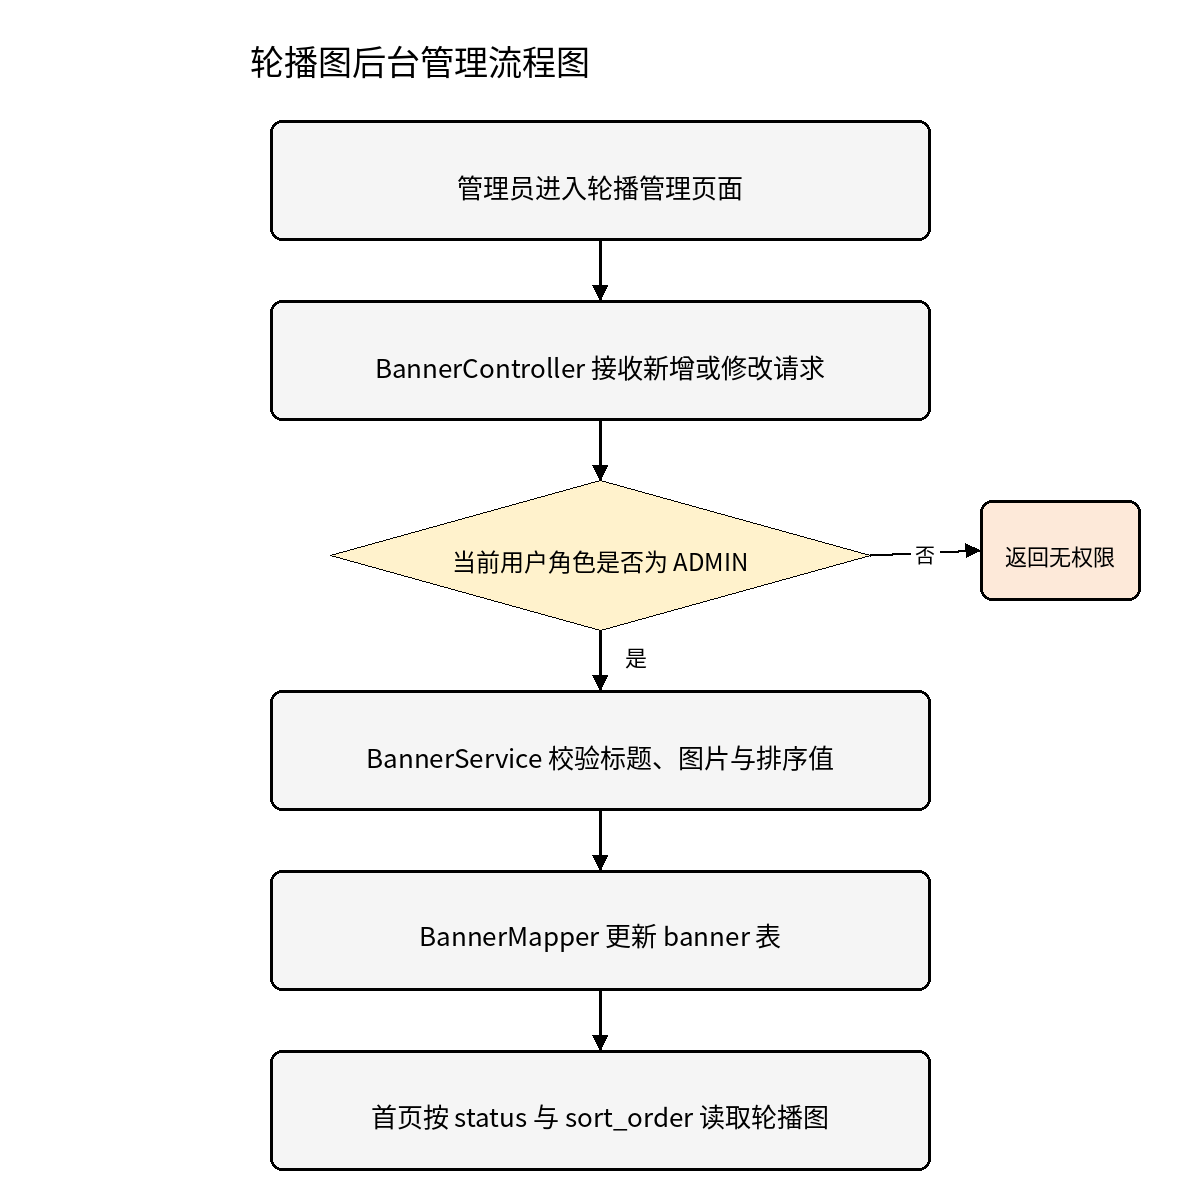 轮播图后台管理流程图
管理员进入轮播管理页面
BannerController 接收新增或修改请求
当前用户角色是否为 ADMIN
否
返回无权限
是
BannerService 校验标题、图片与排序值
BannerMapper 更新 banner 表
首页按 status 与 sort_order 读取轮播图